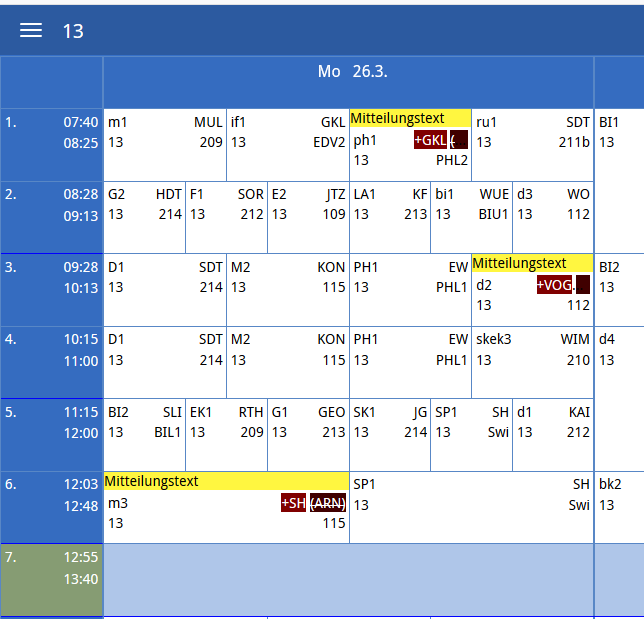 13
Mo 26.3.
1. 07:40 08:25
m1 MUL
13 209
if1 GKL
13 EDV2
Mitteilungstext
ph1 +GKL (
13 PHL2
ru1 SDT
13 211b
BI1
13
2. 08:28 09:13
G2 HDT
13 214
F1 SOR
13 212
E2 JTZ
13 109
LA1 KF
13 213
bi1 WUE
13 BIU1
d3 WO
13 112
3. 09:28 10:13
D1 SDT
13 214
M2 KON
13 115
PH1 EW
13 PHL1
Mitteilungstext
d2 +VOG
13 112
BI2
13
4. 10:15 11:00
D1 SDT
13 214
M2 KON
13 115
PH1 EW
13 PHL1
skek3 WIM
13 210
d4
13
5. 11:15 12:00
BI2 SLI
13 BIL1
EK1 RTH
13 209
G1 GEO
13 213
SK1 JG
13 214
SP1 SH
13 Swi
d1 KAI
13 212
6. 12:03 12:48
Mitteilungstext
m3 +SH (ARN)
13 115
SP1 SH
13 Swi
bk2
13
7. 12:55 13:40